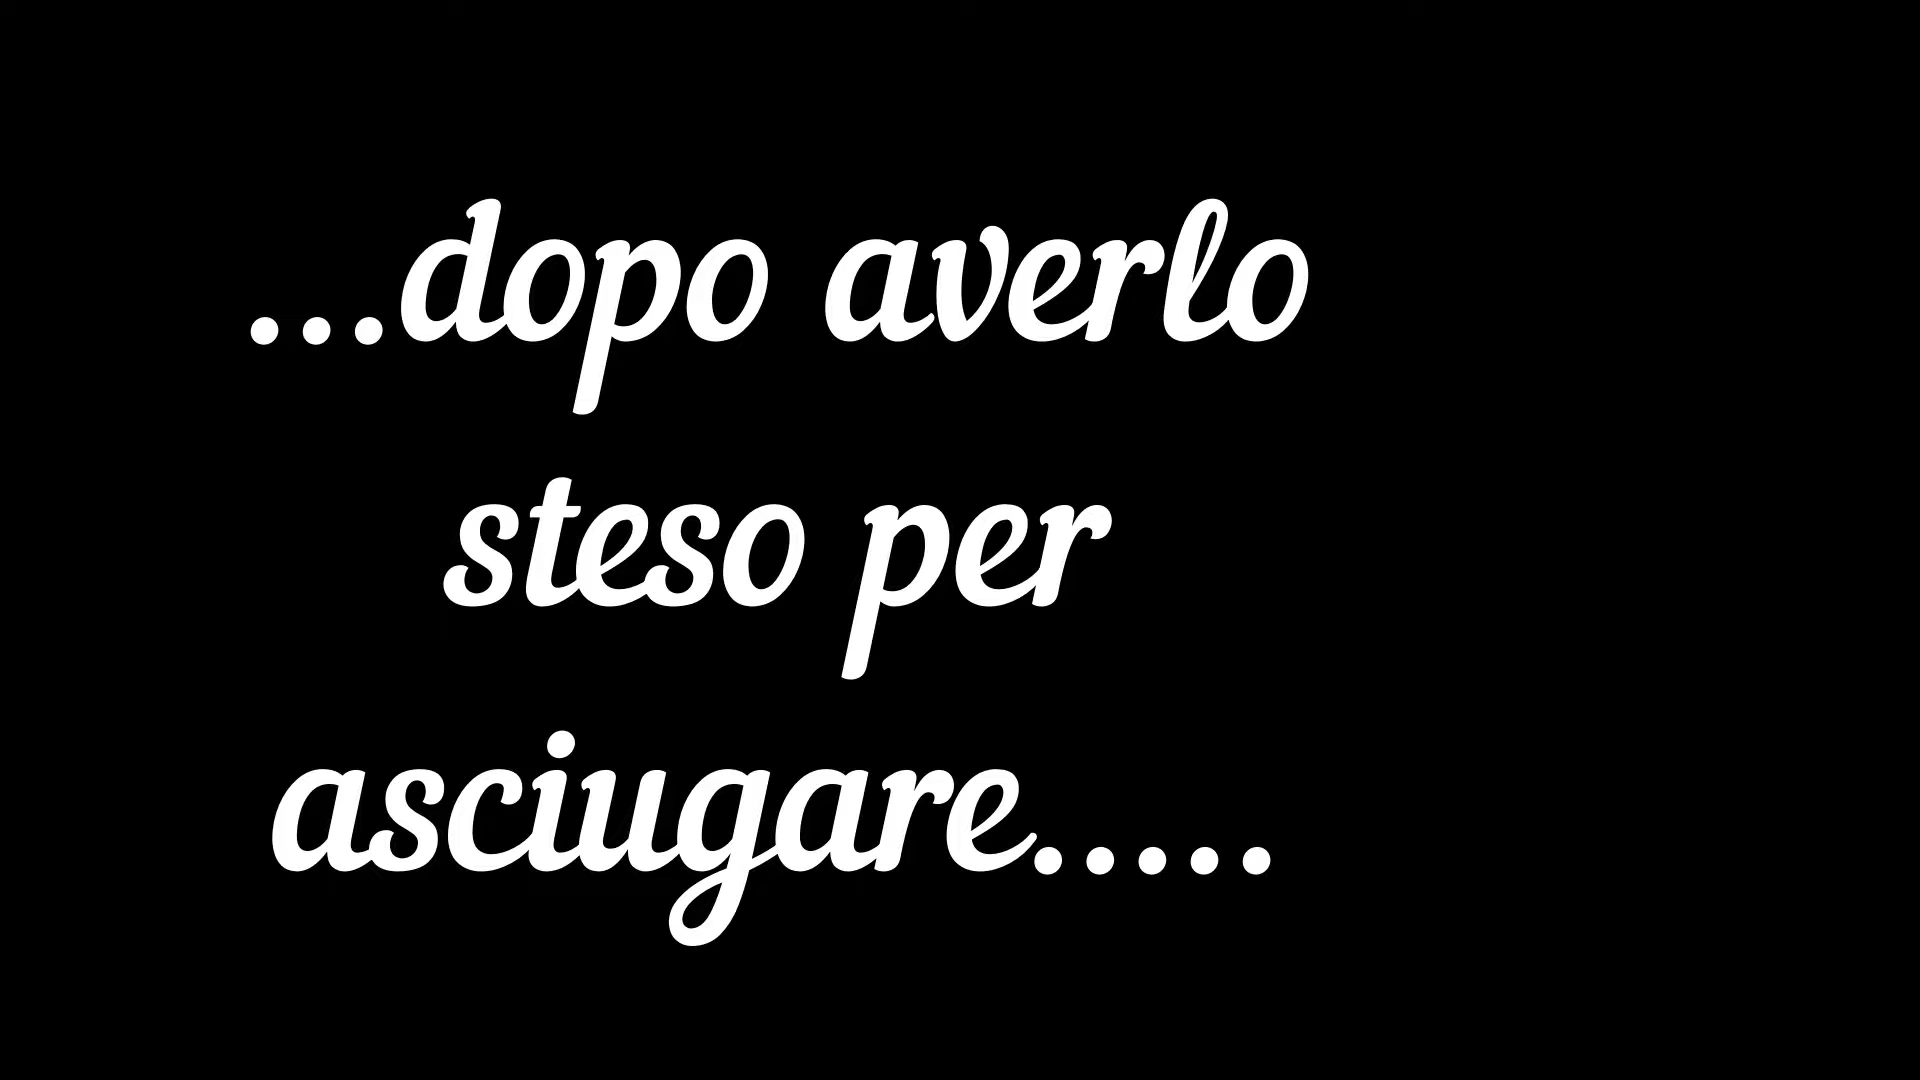 ...dopo averlo
steso per
asciugare.....